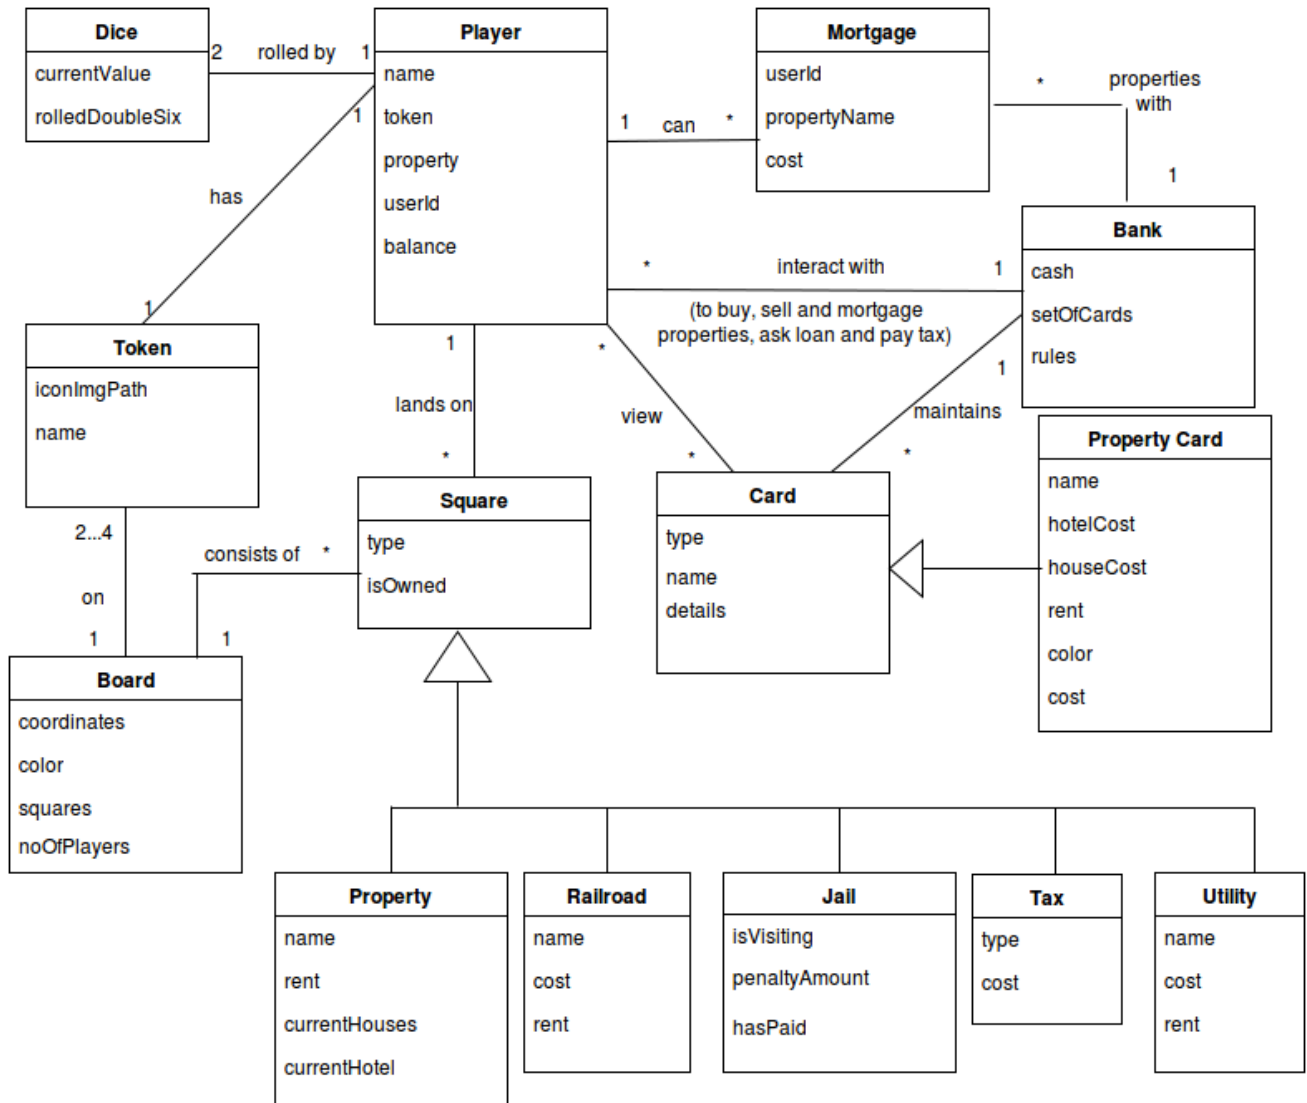 Dice
currentValue
rolledDoubleSix
2
rolled by
1
Player
name
token
property
userId
balance
1
can
*
Mortgage
userId
propertyName
cost
*
properties
with
1
Bank
cash
setOfCards
rules
*
interact with
1
(to buy, sell and mortgage
properties, ask loan and pay tax)
1
has
1
Token
iconImgPath
name
1
lands on
*
*
view
*
1
maintains
*
Property Card
name
hotelCost
houseCost
rent
color
cost
Card
type
name
details
Square
type
isOwned
2...4
on
1
consists of
*
1
Board
coordinates
color
squares
noOfPlayers
Property
name
rent
currentHouses
currentHotel
Railroad
name
cost
rent
Jail
isVisiting
penaltyAmount
hasPaid
Tax
type
cost
Utility
name
cost
rent